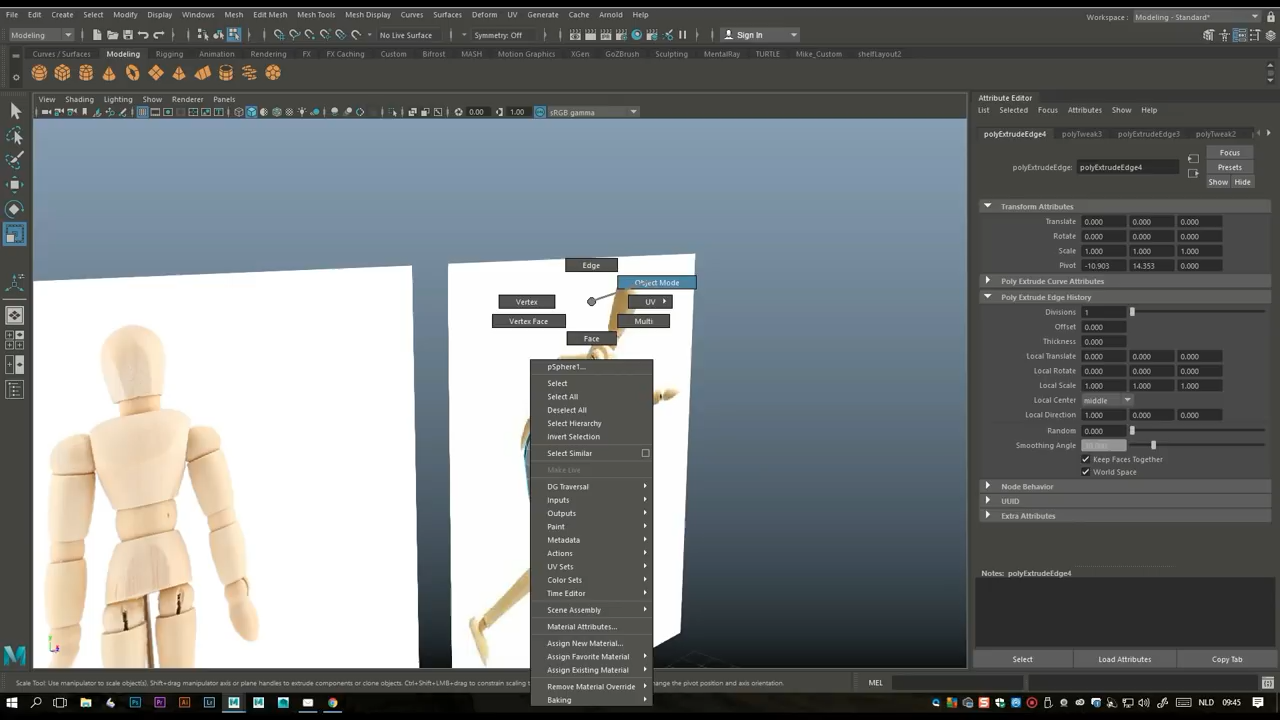 File Edit Create Select Modify Display Windows Mesh Edit Mesh Mesh Tools Mesh Display Curves Surfaces Deform UV Generate Cache Arnold Help
Workspace : Modeling - Standard*
Modeling
No Live Surface
Symmetry: Off
Sign In
Curves / Surfaces Modeling Rigging Animation Rendering FX FX Caching Custom Bifrost MASH Motion Graphics XGen GoZBrush Sculpting MentalRay TURTLE Mike_Custom shelfLayout2
View Shading Lighting Show Renderer Panels
0.00 1.00 sRGB gamma
Edge
Object Mode
Vertex
UV
Vertex Face
Multi
Face
pSphere1...
Select
Select All
Deselect All
Select Hierarchy
Invert Selection
Select Similar
Make Live
DG Traversal
Inputs
Outputs
Paint
Metadata
Actions
UV Sets
Color Sets
Time Editor
Scene Assembly
Material Attributes...
Assign New Material...
Assign Favorite Material
Assign Existing Material
Remove Material Override
Baking
Attribute Editor
List Selected Focus Attributes Show Help
polyExtrudeEdge4 polyTweak3 polyExtrudeEdge3 polyTweak2
Focus
polyExtrudeEdge: polyExtrudeEdge4
Presets
Show Hide
Transform Attributes
Translate 0.000 0.000 0.000
Rotate 0.000 0.000 0.000
Scale 1.000 1.000 1.000
Pivot -10.903 14.353 0.000
Poly Extrude Curve Attributes
Poly Extrude Edge History
Divisions 1
Offset 0.000
Thickness 0.000
Local Translate 0.000 0.000 0.000
Local Rotate 0.000 0.000 0.000
Local Scale 1.000 1.000 1.000
Local Center middle
Local Direction 1.000 0.000 0.000
Random 0.000
Smoothing Angle
Keep Faces Together
World Space
Node Behavior
UUID
Extra Attributes
Notes: polyExtrudeEdge4
Select Load Attributes Copy Tab
Scale Tool: Use manipulator to scale object(s). Shift+drag manipulator axis or plane handles to extrude components or clone objects. Ctrl+Shift+LMB+drag to constrain scaling
change the pivot position and axis orientation.
MEL
NLD 09:45